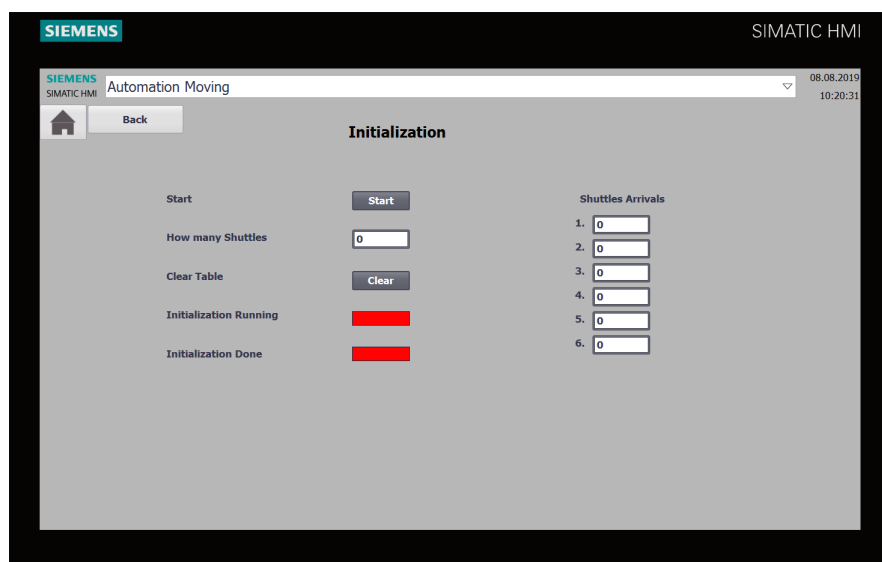 SIEMENS
SIMATIC HMI
SIEMENS
SIMATIC HMI
Automation Moving
08.08.2019
10:20:31
Back
Initialization
Start
Start
How many Shuttles
0
Clear Table
Clear
Initialization Running
Initialization Done
Shuttles Arrivals
1. 0
2. 0
3. 0
4. 0
5. 0
6. 0